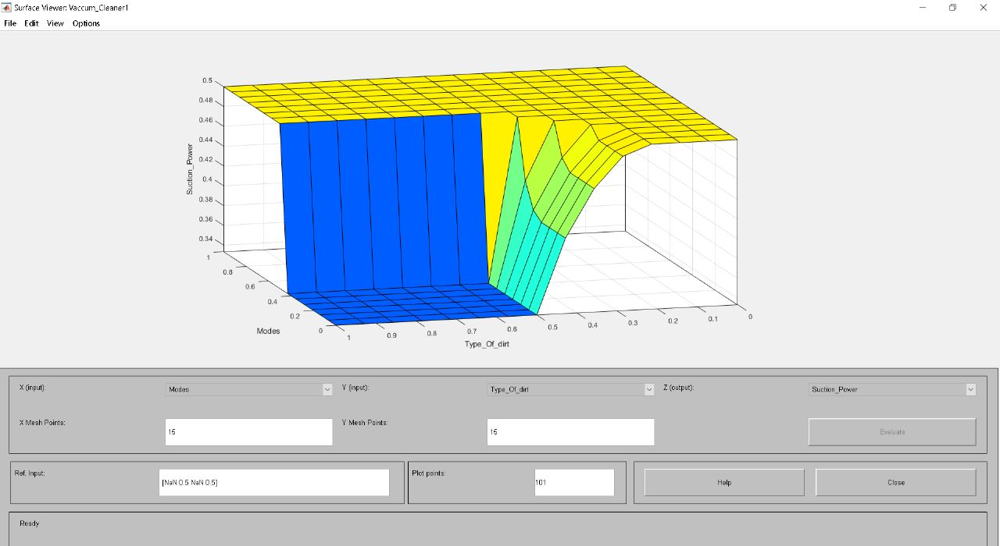 Surface Viewer: Vaccum_Cleaner1
File Edit View Options
0.5
0.48
0.46
0.44
0.42
0.4
0.38
0.36
0.34
Suction_Power
1
0.8
0.6
0.4
0.2
0
Modes
1
0.9
0.8
0.7
0.6
0.5
0.4
0.3
0.2
0.1
0
Type_Of_dirt
X (input): Modes Y (input): Type_Of_dirt Z (output): Suction_Power
X Mesh Points: 15 Y Mesh Points: 15 Evaluate
Ref. Input: [NaN 0.5 NaN 0.5] Plot points: 101 Help Close
Ready